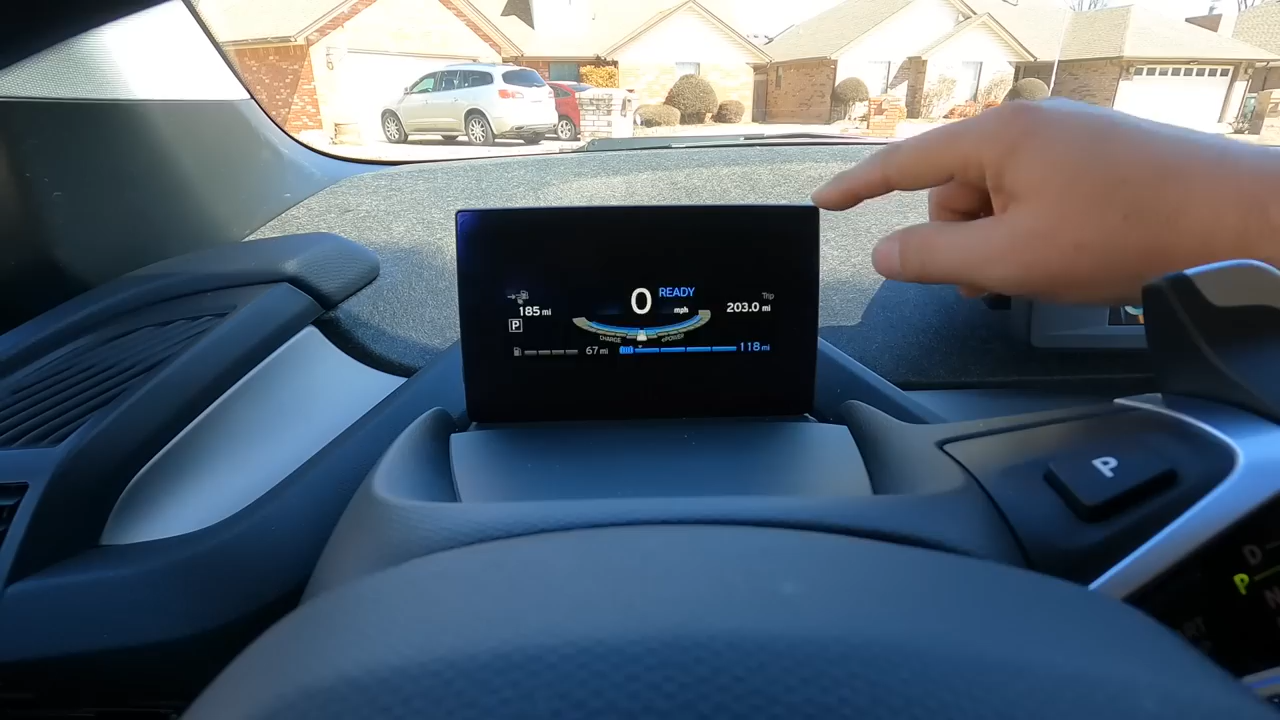 0 READY
mph
185 mi
Trip
203.0 mi
P
CHARGE ePOWER
67 mi
118 mi
P
D
P
N